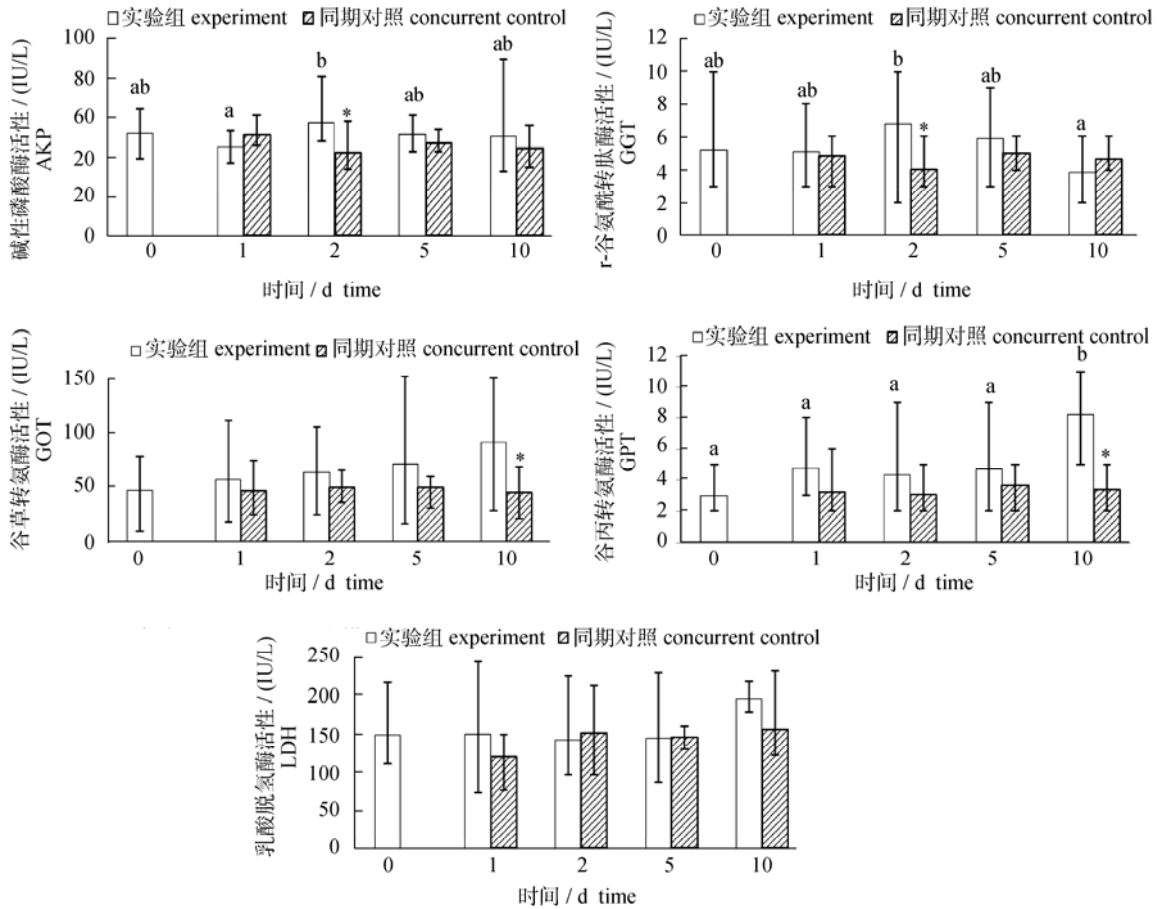 □实验组 experiment ▨同期对照 concurrent control
碱性磷酸酶活性 / (IU/L)
AKP
100
80
60
20
20
0
ab
a
b
*
ab
ab
0 1 2 5 10
时间 / d time
□实验组 experiment ▨同期对照 concurrent control
r-谷氨酰转肽酶活性 / (IU/L)
GGT
12
10
8
6
4
2
0
ab
ab
b
*
ab
a
0 1 2 5 10
时间 / d time
□实验组 experiment ▨同期对照 concurrent control
谷草转氨酶活性 / (IU/L)
GOT
150
100
50
0
*
0 1 2 5 10
时间 / d time
□实验组 experiment ▨同期对照 concurrent control
谷丙转氨酶活性 / (IU/L)
GPT
12
10
8
6
4
2
0
a
a
a
a
b
*
0 1 2 5 10
时间 / d time
□实验组 experiment ▨同期对照 concurrent control
乳酸脱氢酶活性 / (IU/L)
LDH
250
200
150
100
50
0
0 1 2 5 10
时间 / d time